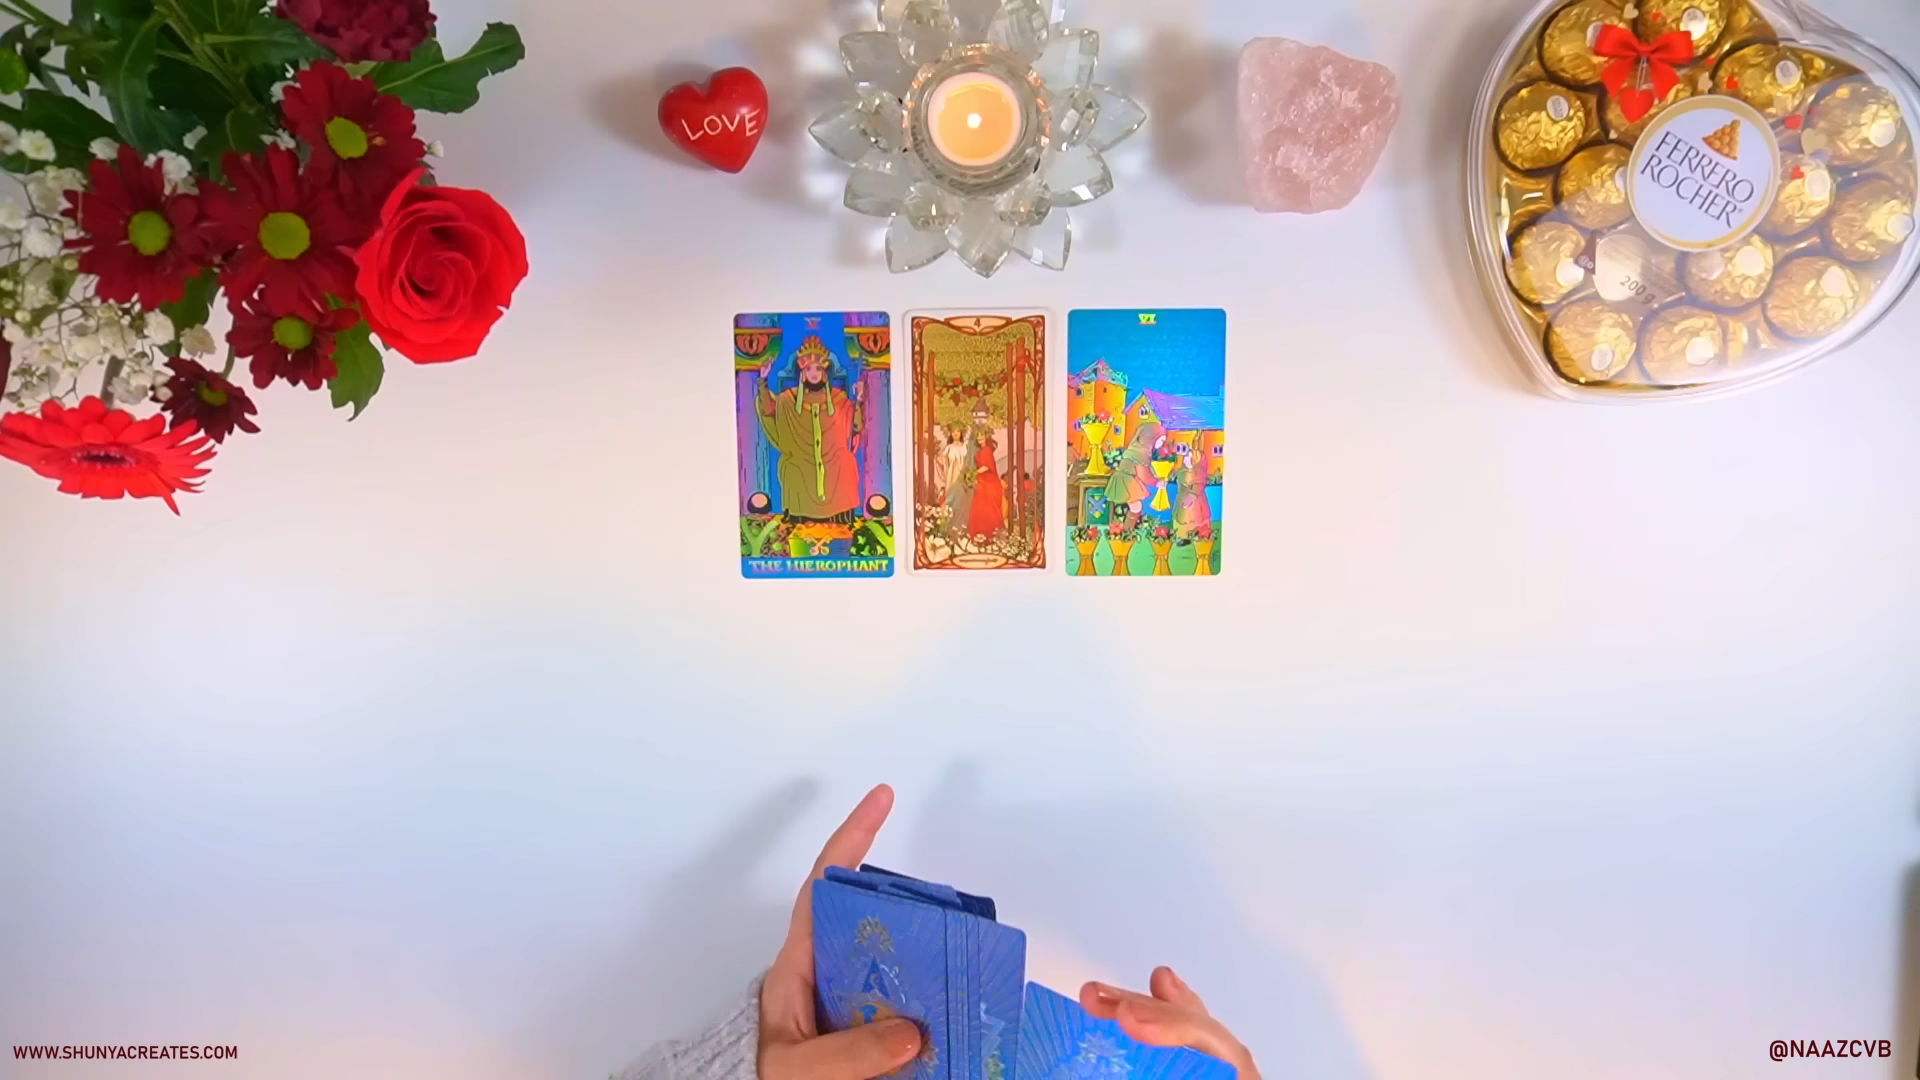 LOVE
FERRERO
ROCHER
200 g
V
4
VI
THE HIEROPHANT
WWW.SHUNYACREATES.COM
@NAAZCVB